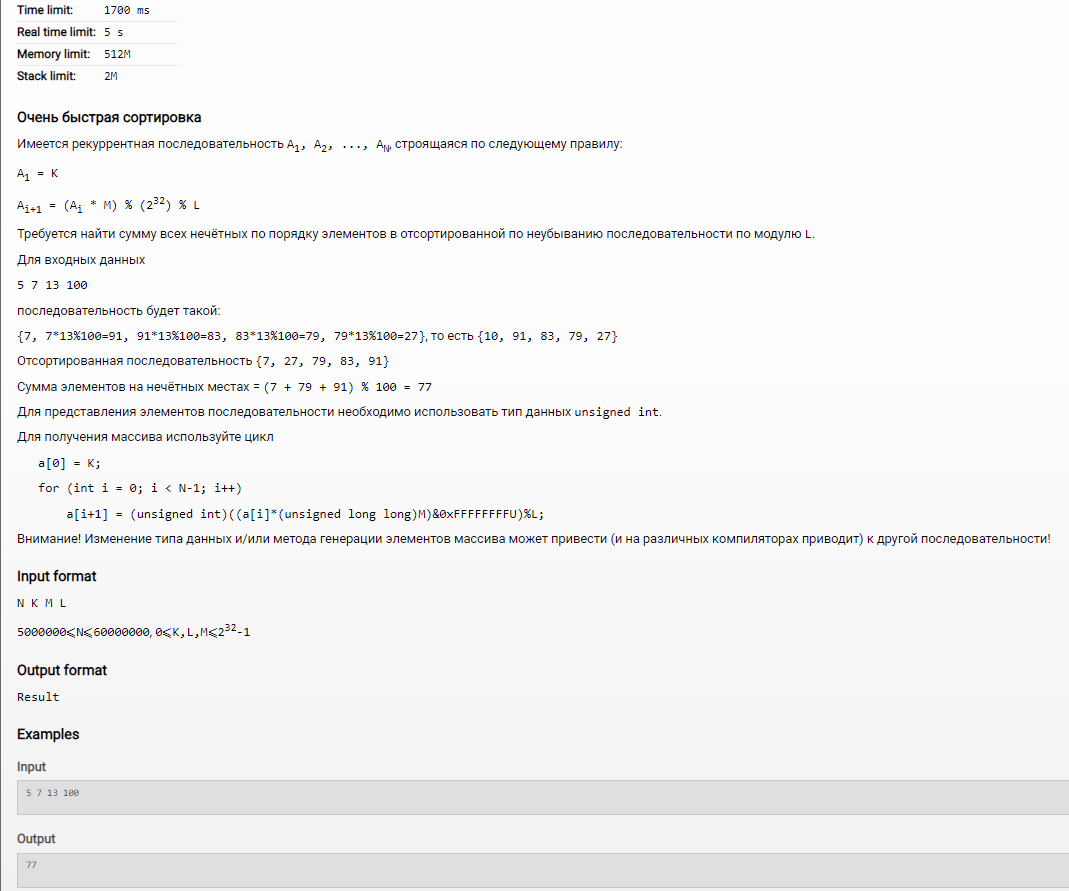 Time limit: 1700 ms
Real time limit: 5 s
Memory limit: 512M
Stack limit: 2M
Очень быстрая сортировка
Имеется рекуррентная последовательность A1, A2, ..., AN, строящаяся по следующему правилу:
A1 = K
Ai+1 = (Ai * M) % (2^32) % L
Требуется найти сумму всех нечётных по порядку элементов в отсортированной по неубыванию последовательности по модулю L.
Для входных данных
5 7 13 100
последовательность будет такой:
{7, 7*13%100=91, 91*13%100=83, 83*13%100=79, 79*13%100=27}, то есть {10, 91, 83, 79, 27}
Отсортированная последовательность {7, 27, 79, 83, 91}
Сумма элементов на нечётных местах = (7 + 79 + 91) % 100 = 77
Для представления элементов последовательности необходимо использовать тип данных unsigned int.
Для получения массива используйте цикл
a[0] = K;
for (int i = 0; i < N-1; i++)
a[i+1] = (unsigned int)((a[i]*(unsigned long long)M)&0xFFFFFFFFU)%L;
Внимание! Изменение типа данных и/или метода генерации элементов массива может привести (и на различных компиляторах приводит) к другой последовательности!
Input format
N K M L
5000000⩽N⩽60000000, 0⩽K,L,M⩽2^32-1
Output format
Result
Examples
Input
5 7 13 100
Output
77